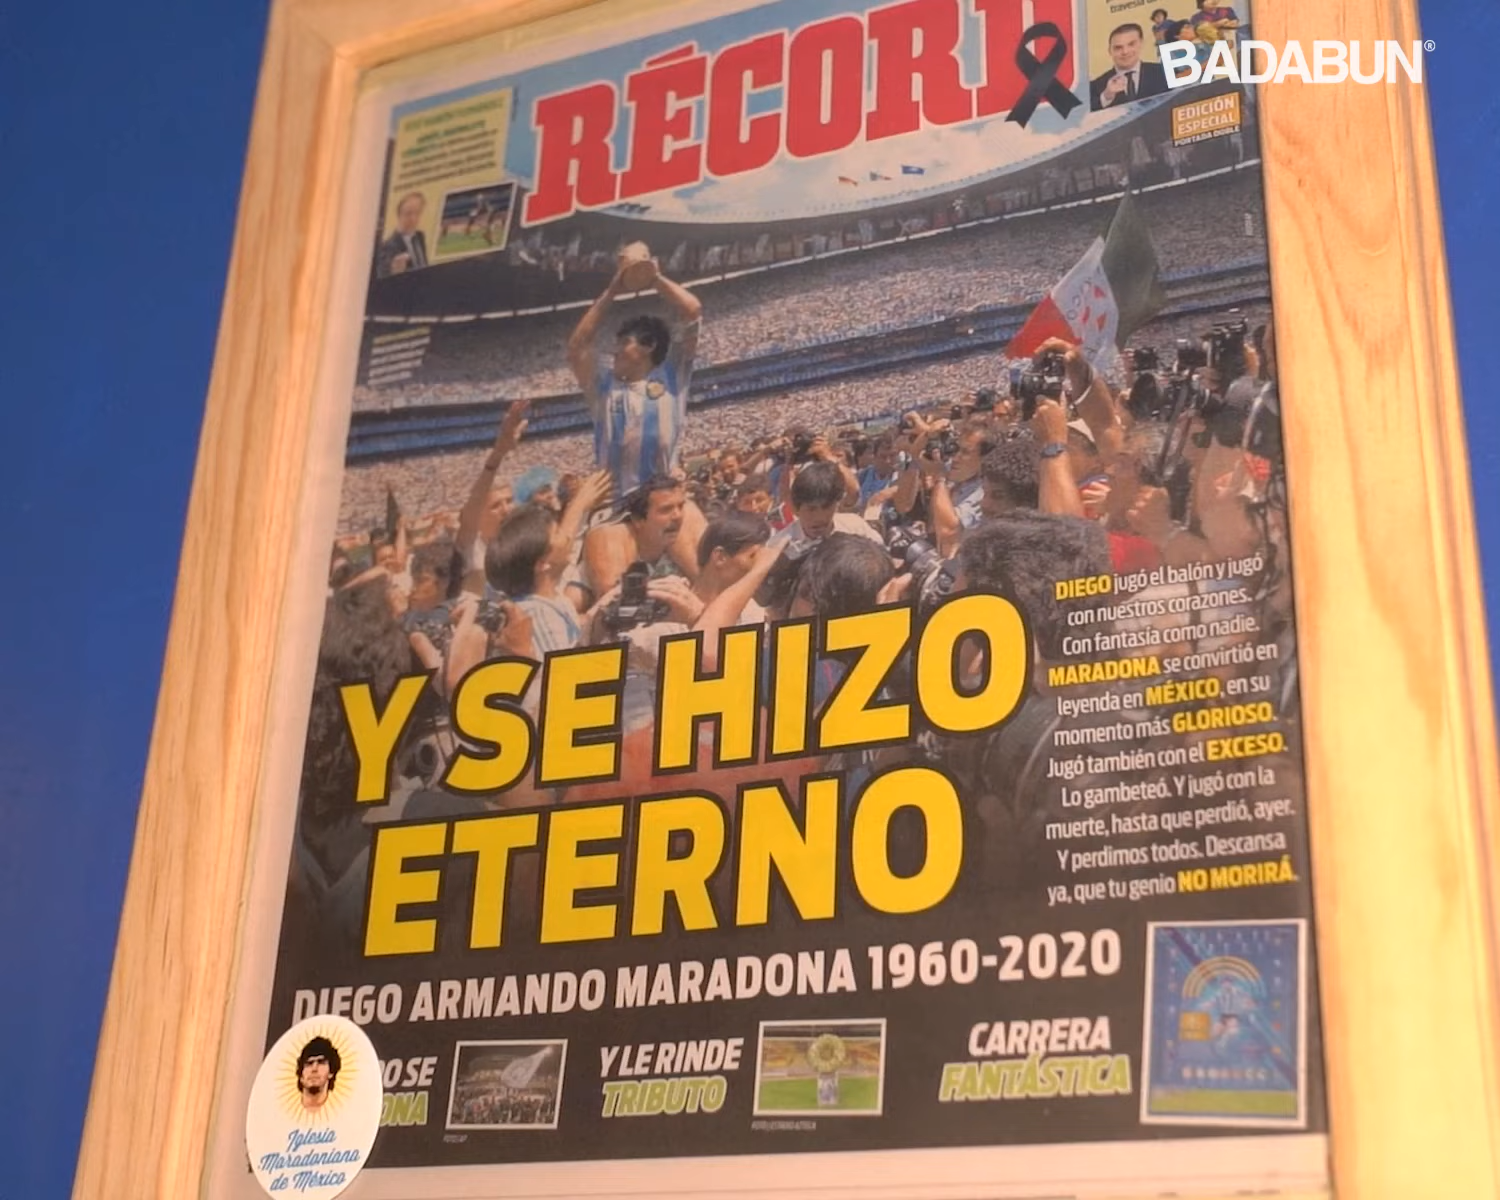 BADABUN®
RÉCORD
EDICIÓN
ESPECIAL
PORTADA DOBLE
DIEGO jugó el balón y jugó
con nuestros corazones.
Con fantasía como nadie.
MARADONA se convirtió en
leyenda en MÉXICO, en su
momento más GLORIOSO.
Jugó también con el EXCESO.
Lo gambeteó. Y jugó con la
muerte, hasta que perdió, ayer.
Y perdimos todos. Descansa
ya, que tu genio NO MORIRÁ.
Y SE HIZO
ETERNO
DIEGO ARMANDO MARADONA 1960-2020
Y LE RINDE
TRIBUTO
CARRERA
FANTÁSTICA
Iglesia
Maradoniana
de México